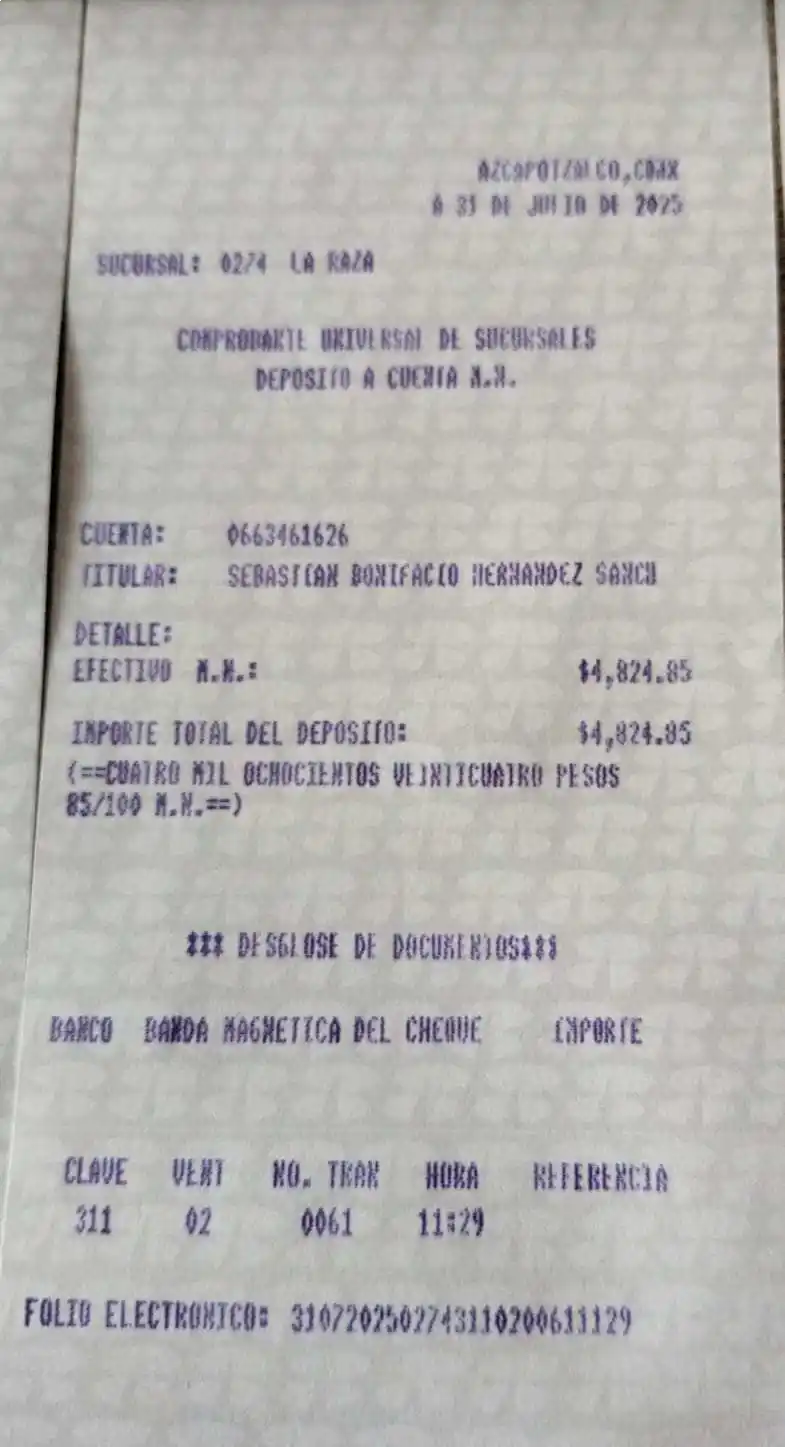 AZCAPOTZALCO,CDMX
A 31 DE JULIO DE 2025
SUCURSAL: 0274 LA RAZA
COMPROBANTE UNIVERSAL DE SUCURSALES
DEPOSITO A CUENTA M.N.
CUENTA: 0663461626
TITULAR: SEBASTIAN BONIFACIO HERNANDEZ SANCH
DETALLE:
EFECTIVO M.N.: $4,824.85
IMPORTE TOTAL DEL DEPOSITO: $4,824.85
(==CUATRO MIL OCHOCIENTOS VEINTICUATRO PESOS
85/100 M.N.==)
*** DESGLOSE DE DOCUMENTOS***
BANCO BANDA MAGNETICA DEL CHEQUE IMPORTE
CLAVE VENT NO. TRAN HORA REFERENCIA
311 02 0061 11:29
FOLIO ELECTRONICO: 310720250274311020061129